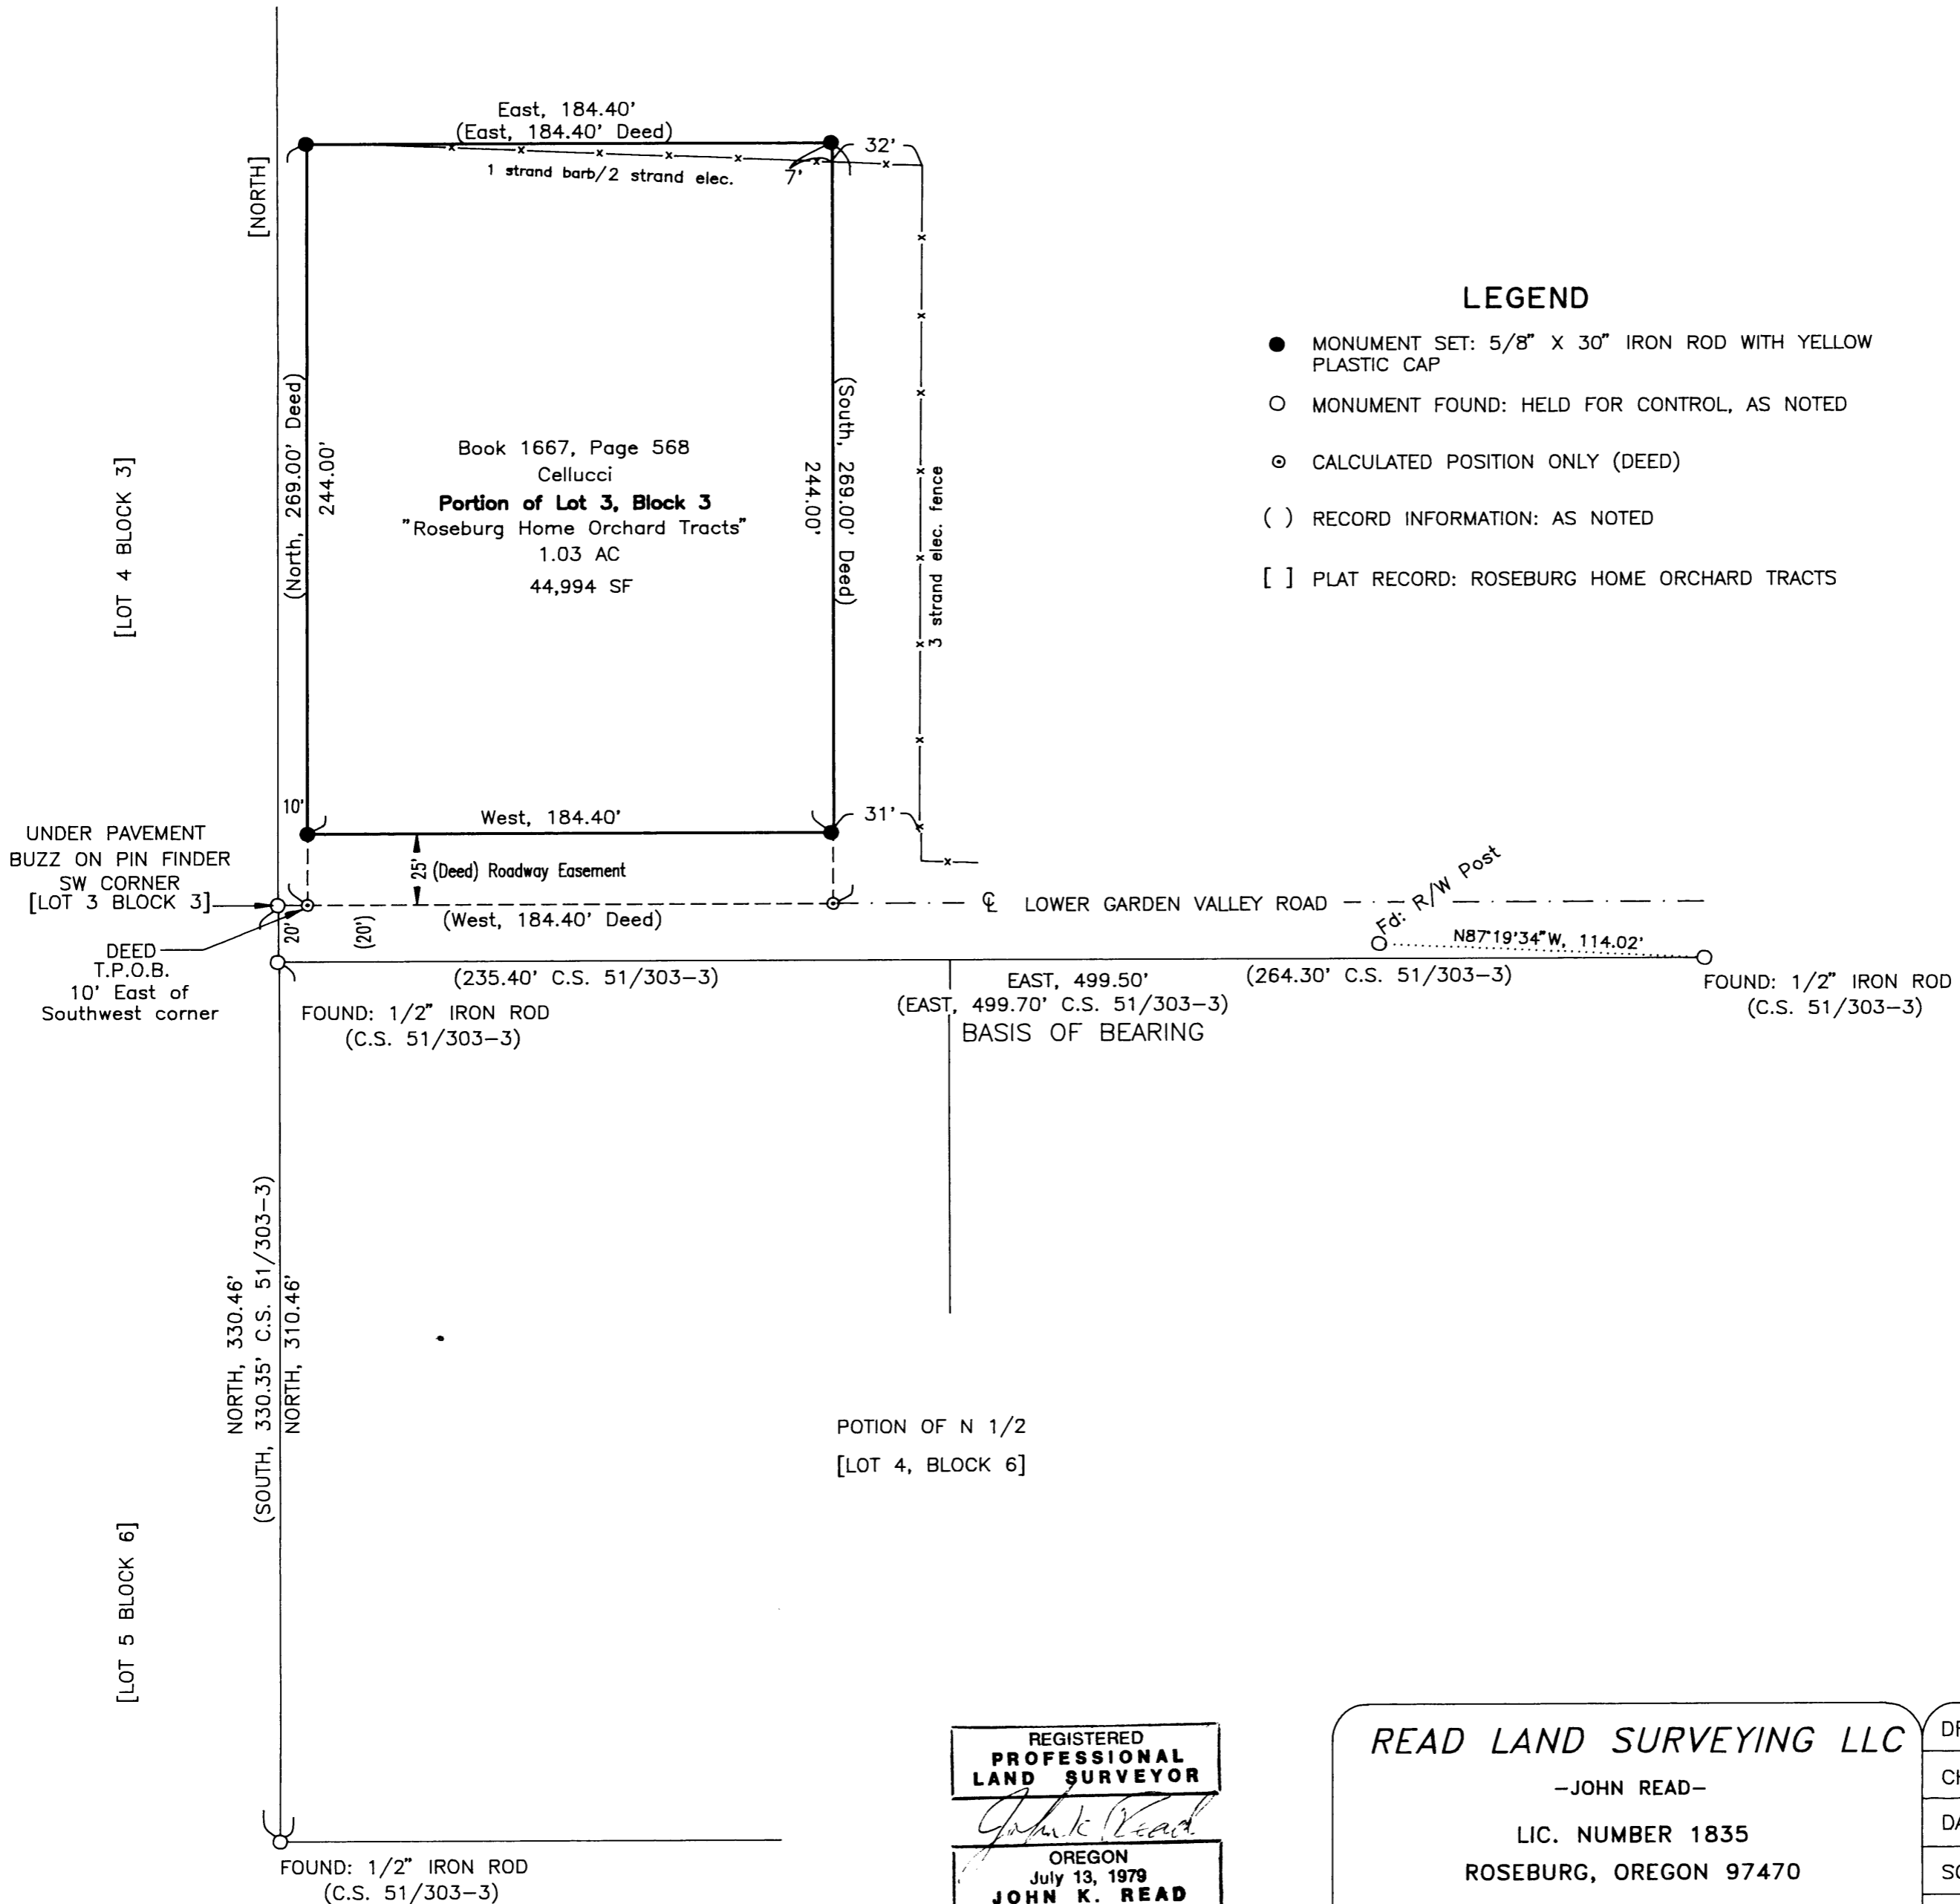 East, 184.40'
(East, 184.40' Deed)
32'
1 strand barb/2 strand elec.
7'
[NORTH]
LEGEND
MONUMENT SET: 5/8" X 30" IRON ROD WITH YELLOW
PLASTIC CAP
MONUMENT FOUND: HELD FOR CONTROL, AS NOTED
CALCULATED POSITION ONLY (DEED)
( ) RECORD INFORMATION: AS NOTED
[ ] PLAT RECORD: ROSEBURG HOME ORCHARD TRACTS
[LOT 4 BLOCK 3]
(North, 269.00' Deed)
244.00'
Book 1667, Page 568
Cellucci
Portion of Lot 3, Block 3
"Roseburg Home Orchard Tracts"
1.03 AC
44,994 SF
244.00'
(South, 269.00' Deed)
3 strand elec. fence
10'
West, 184.40'
31'
UNDER PAVEMENT
BUZZ ON PIN FINDER
SW CORNER
[LOT 3 BLOCK 3]
25' (Deed) Roadway Easement
(West, 184.40' Deed)
℄ LOWER GARDEN VALLEY ROAD
Fd: R/W Post
N87°19'34"W, 114.02'
20'
(20')
DEED
T.P.O.B.
10' East of
Southwest corner
(235.40' C.S. 51/303-3)
EAST, 499.50'
(264.30' C.S. 51/303-3)
(EAST, 499.70' C.S. 51/303-3)
BASIS OF BEARING
FOUND: 1/2" IRON ROD
(C.S. 51/303-3)
FOUND: 1/2" IRON ROD
(C.S. 51/303-3)
NORTH, 330.46'
(SOUTH, 330.35' C.S. 51/303-3)
NORTH, 310.46'
POTION OF N 1/2
[LOT 4, BLOCK 6]
[LOT 5 BLOCK 6]
FOUND: 1/2" IRON ROD
(C.S. 51/303-3)
REGISTERED
PROFESSIONAL
LAND SURVEYOR
John K Read
OREGON
July 13, 1979
JOHN K. READ
READ LAND SURVEYING LLC
-JOHN READ-
LIC. NUMBER 1835
ROSEBURG, OREGON 97470